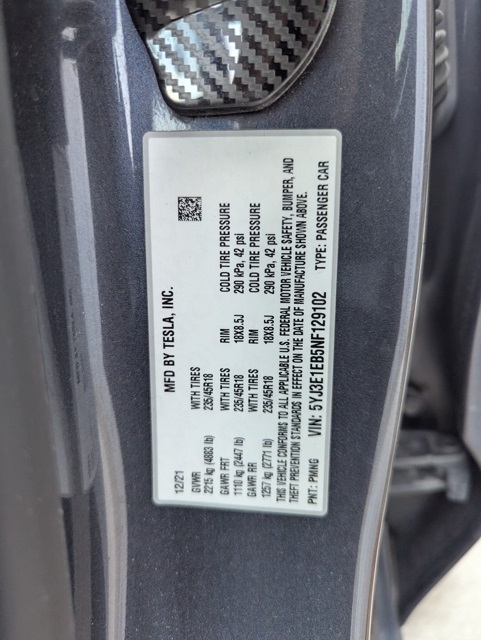 MFD BY TESLA, INC.
12/21
GVWR WITH TIRES
2215 kg (4883 lb) 235/45R18
GAWR FRT WITH TIRES RIM COLD TIRE PRESSURE
1110 kg (2447 lb) 235/45R18 18X8.5J 290 kPa, 42 psi
GAWR RR WITH TIRES RIM COLD TIRE PRESSURE
1257 kg (2771 lb) 235/45R18 18X8.5J 290 kPa, 42 psi
THIS VEHICLE CONFORMS TO ALL APPLICABLE U.S. FEDERAL MOTOR VEHICLE SAFETY, BUMPER, AND
THEFT PREVENTION STANDARDS IN EFFECT ON THE DATE OF MANUFACTURE SHOWN ABOVE.
VIN: 5YJ3E1EB5NF129102
PNT: PMNG TYPE: PASSENGER CAR